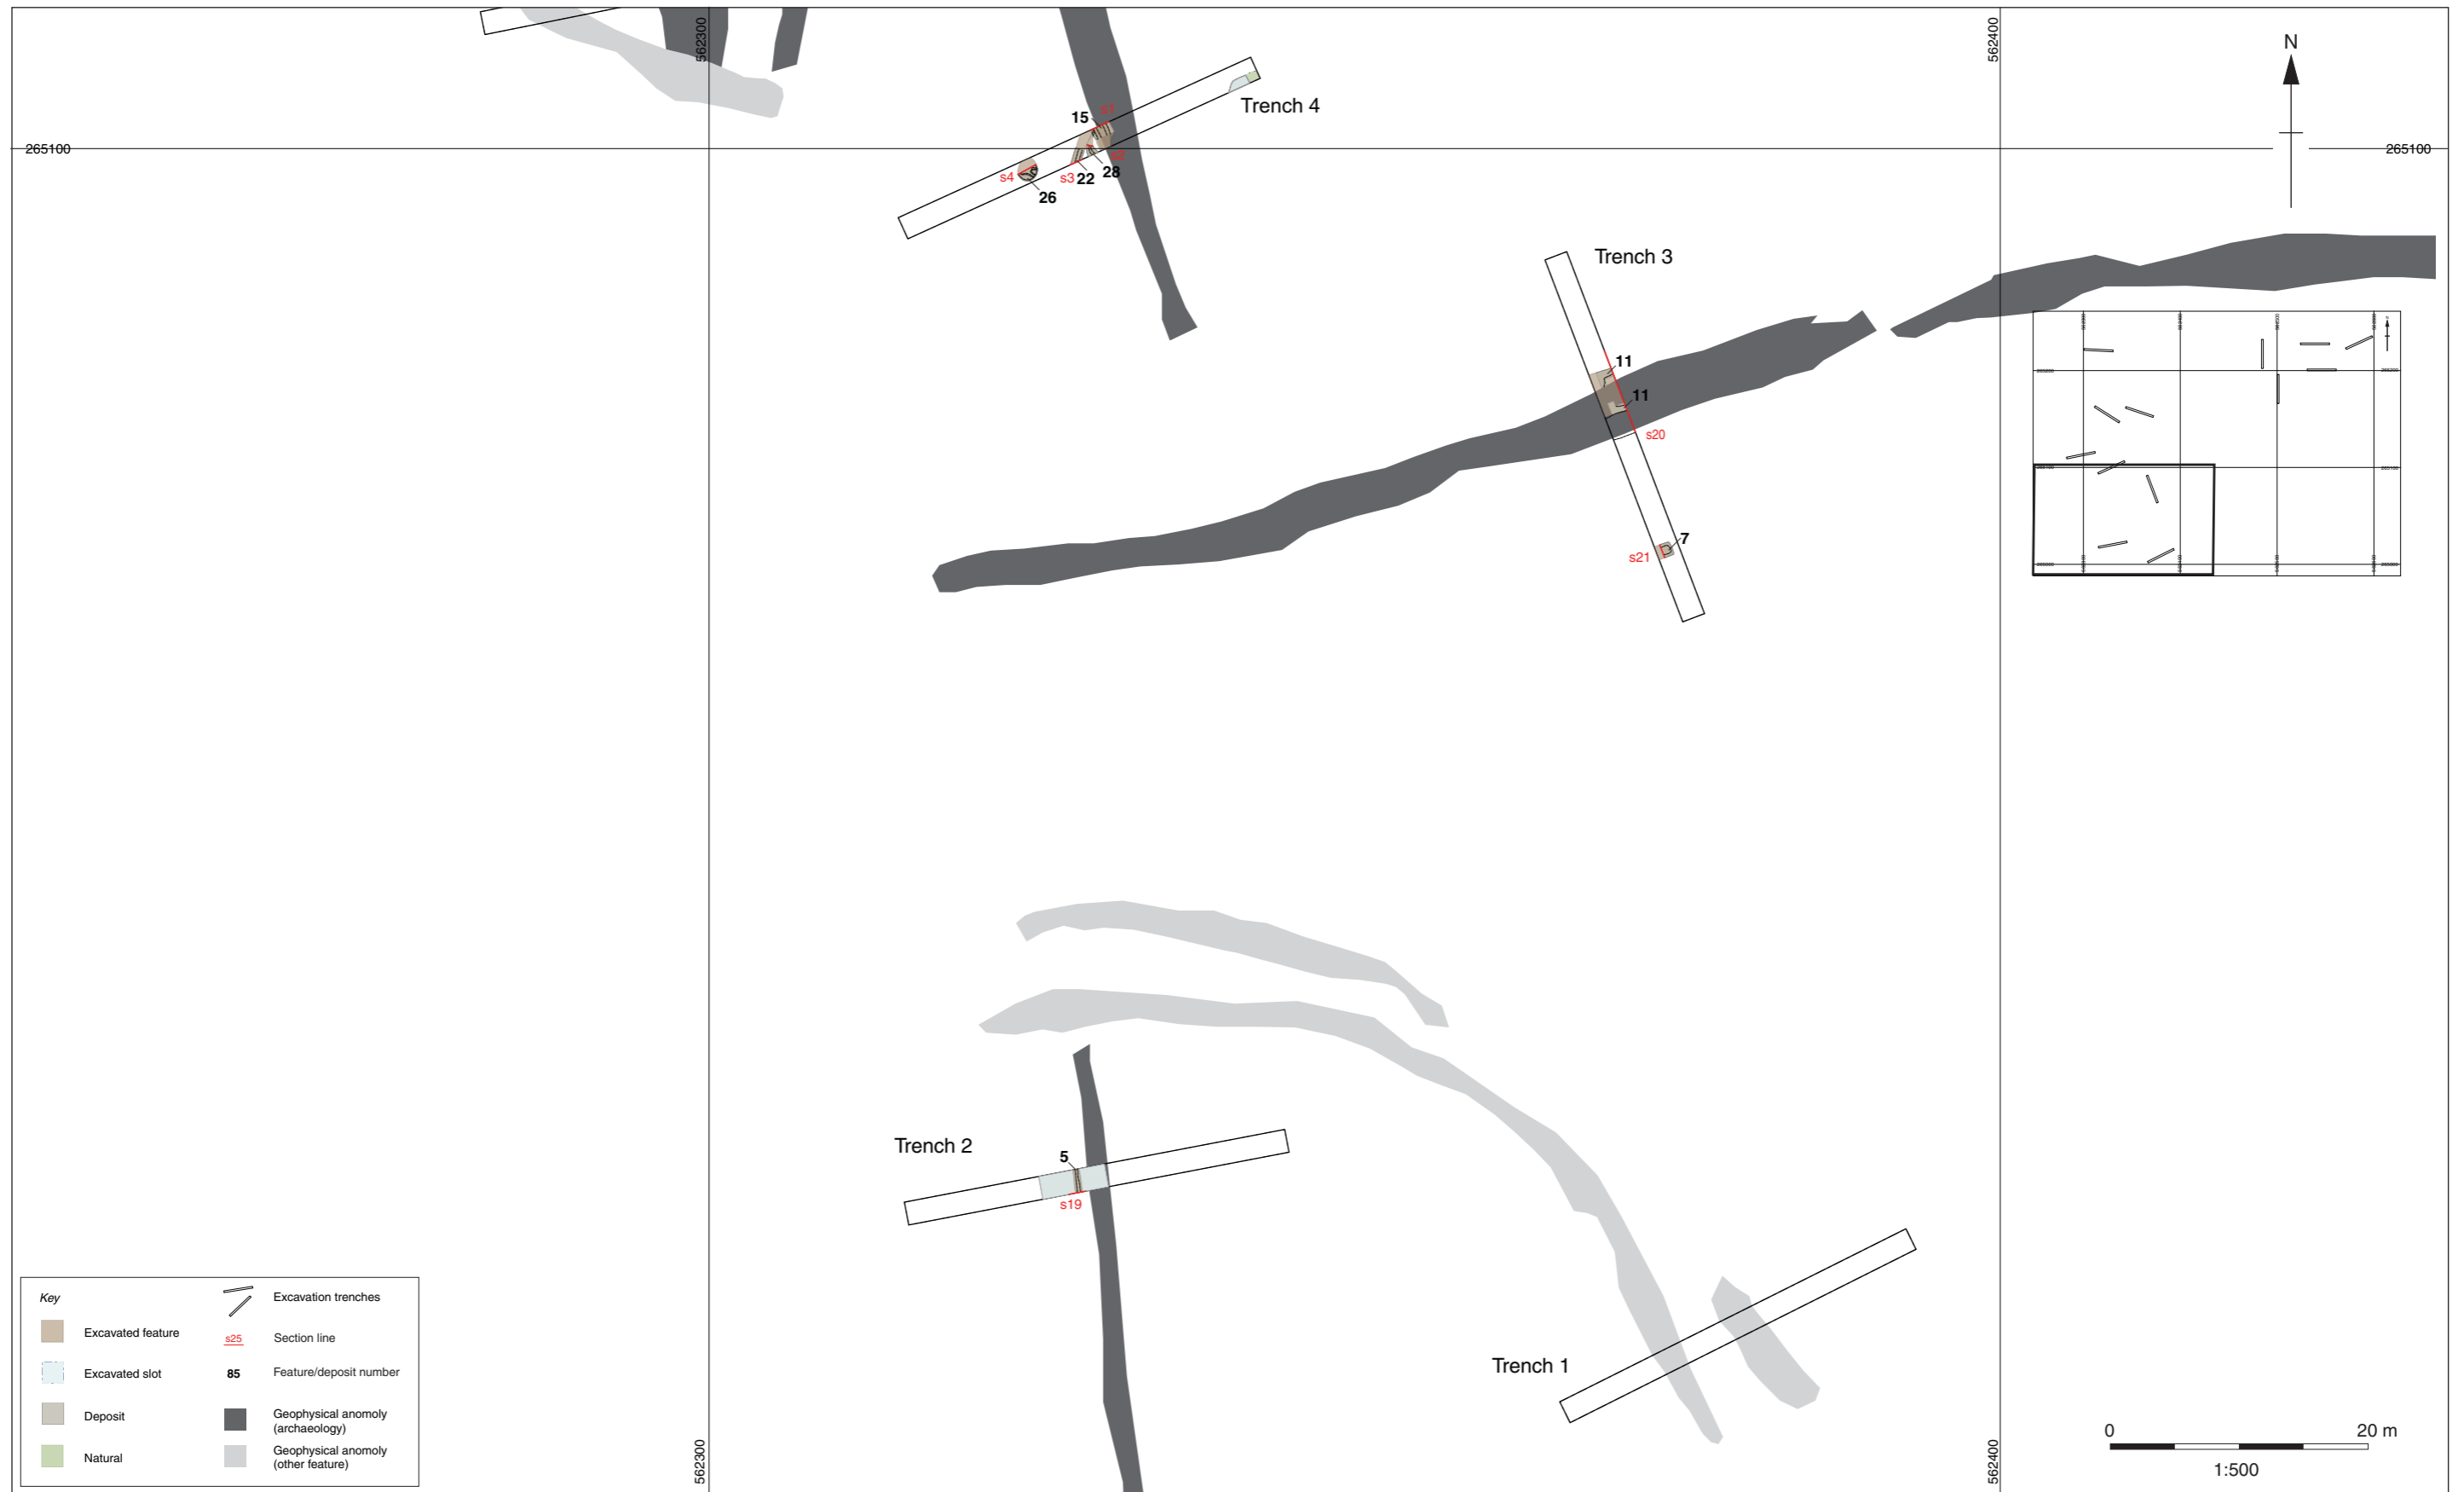 562300
562400
N
265100
265100
Trench 4
s1
15
s2
28
s3
22
s4
26
Trench 3
11
11
s20
s21
7
Trench 2
5
s19
Trench 1
Key
Excavated feature
Excavated slot
Deposit
Natural
Excavation trenches
s25
Section line
85
Feature/deposit number
Geophysical anomoly
(archaeology)
Geophysical anomoly
(other feature)
562300
562400
0
20 m
1:500